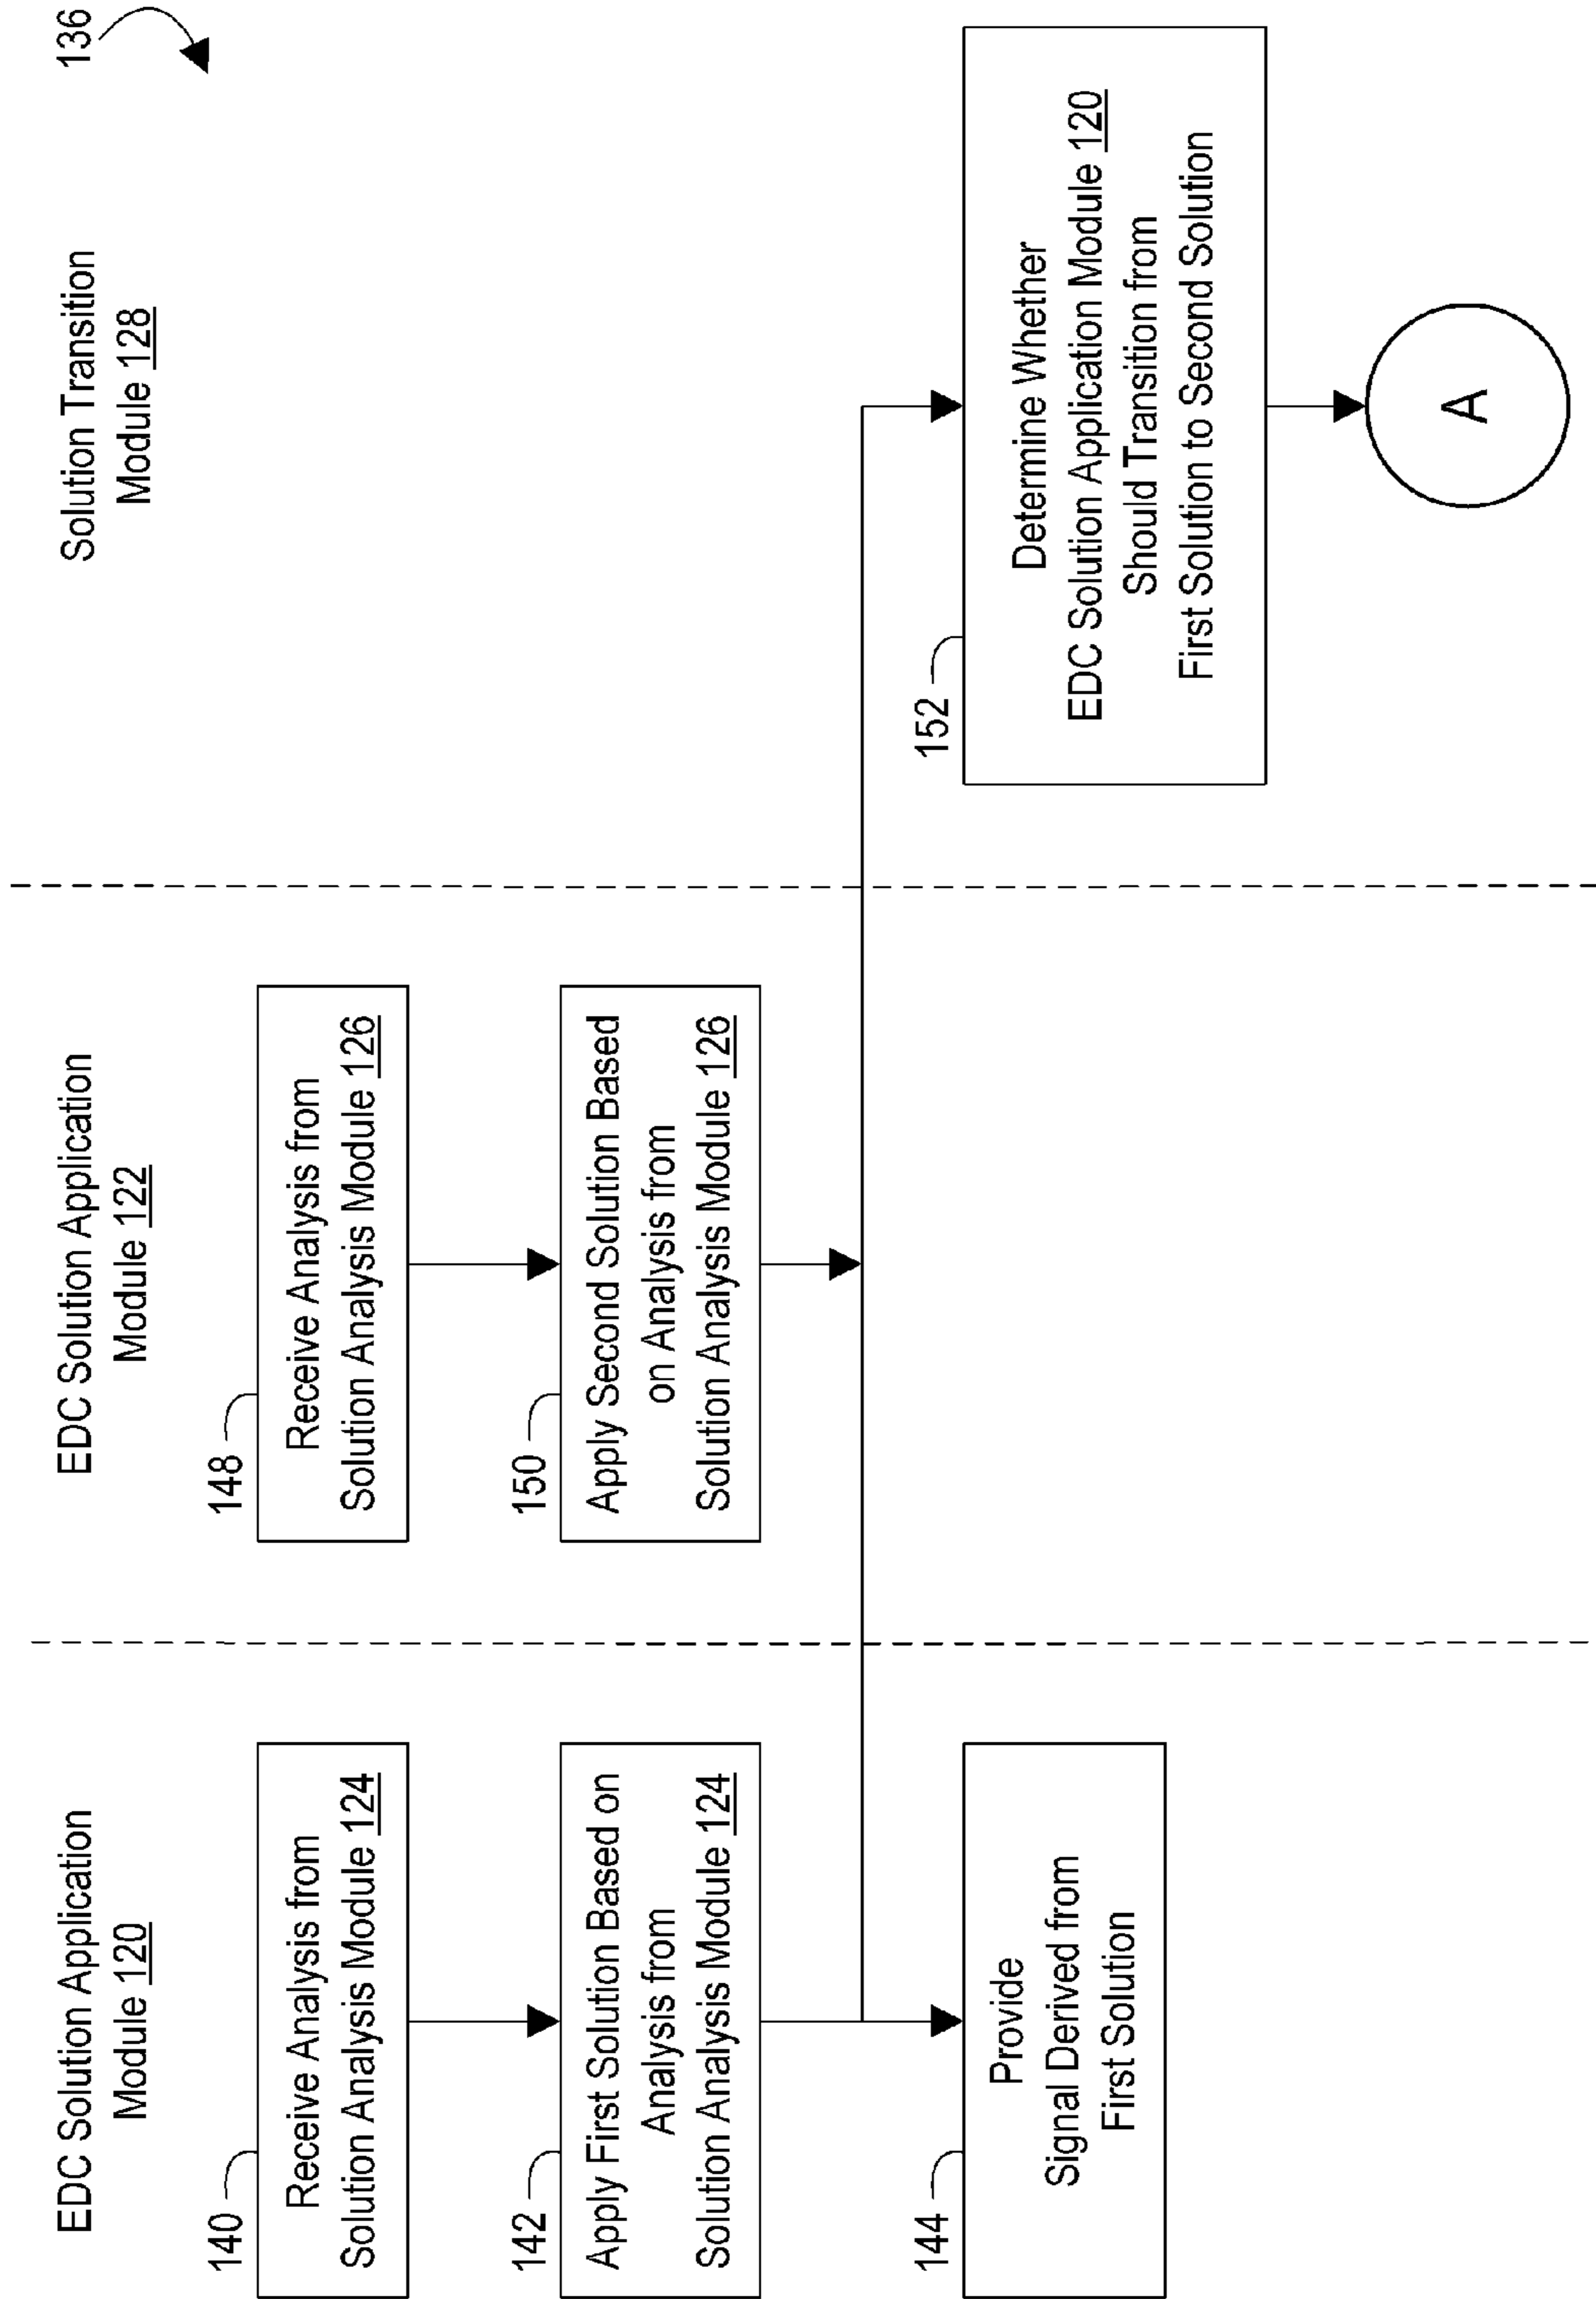 136
EDC Solution Application
Module 120
EDC Solution Application
Module 122
Solution Transition
Module 128
140
Receive Analysis from
Solution Analysis Module 124
148
Receive Analysis from
Solution Analysis Module 126
142
Apply First Solution Based on
Analysis from
Solution Analysis Module 124
150
Apply Second Solution Based
on Analysis from
Solution Analysis Module 126
144
Provide
Signal Derived from
First Solution
152
Determine Whether
EDC Solution Application Module 120
Should Transition from
First Solution to Second Solution
A